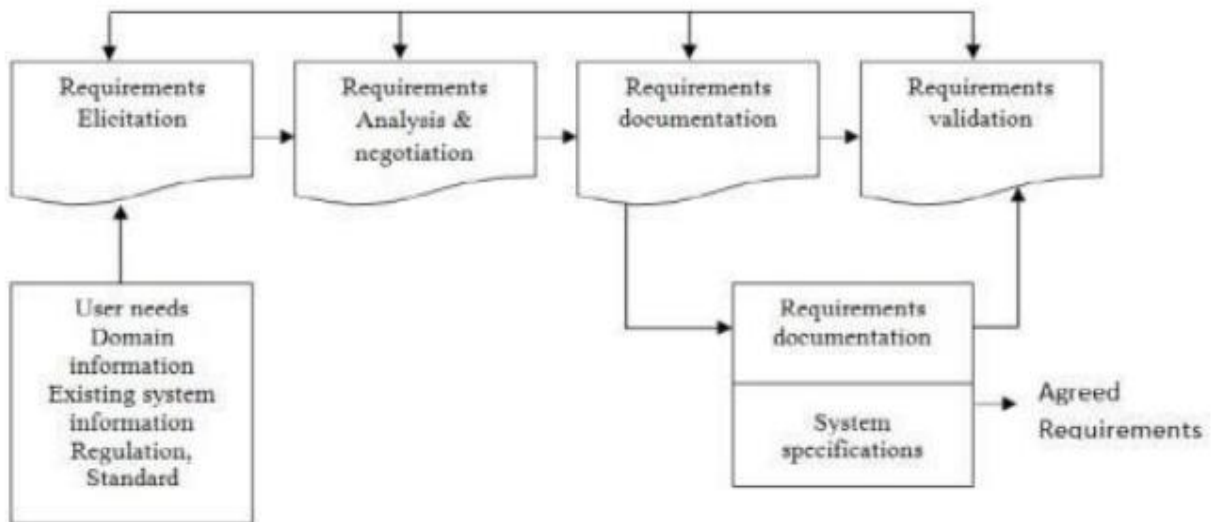 Requirements
Elicitation
Requirements
Analysis &
negotiation
Requirements
documentation
Requirements
validation
User needs
Domain
information
Existing system
information
Regulation,
Standard
Requirements
documentation
System
specifications
Agreed
Requirements